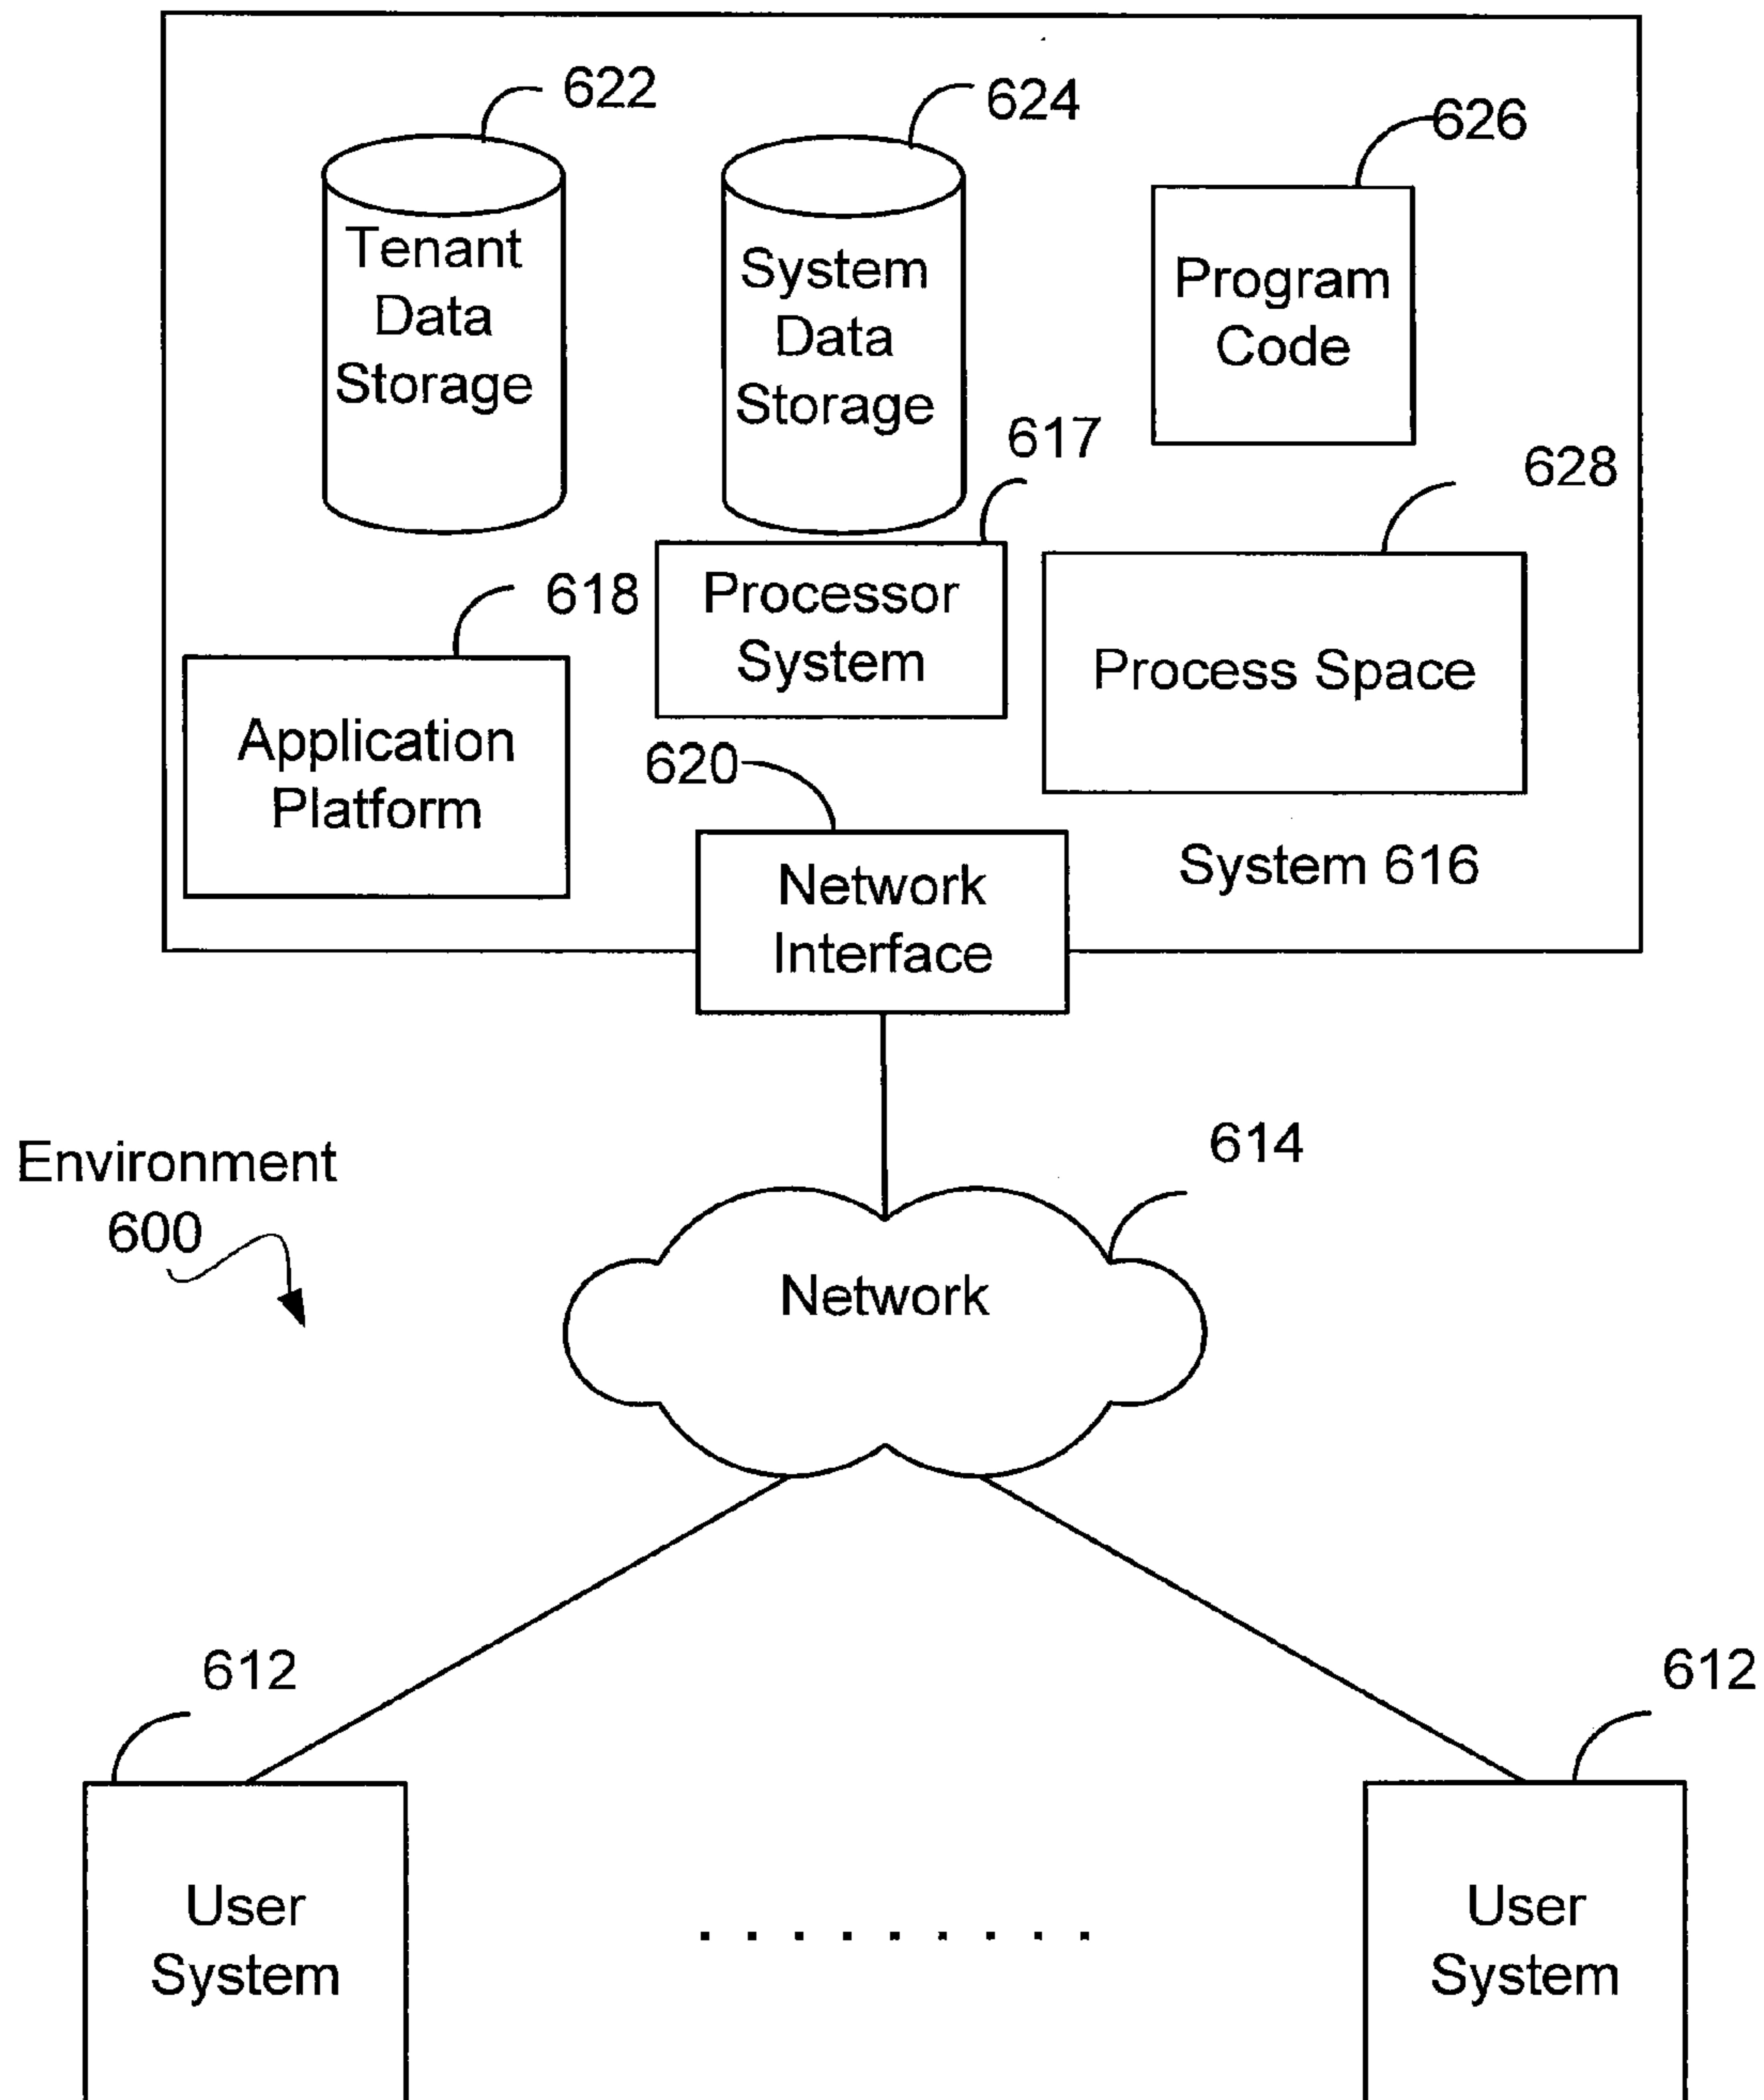 622
624
626
Tenant
Data
Storage
System
Data
Storage
Program
Code
617
628
618
Processor
System
Process Space
Application
Platform
620
Network
Interface
System 616
Environment
600
614
Network
612
612
User
System
User
System